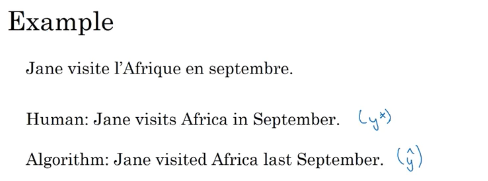 Example
Jane visite l'Afrique en septembre.
Human: Jane visits Africa in September. (y*)
Algorithm: Jane visited Africa last September. (ŷ)